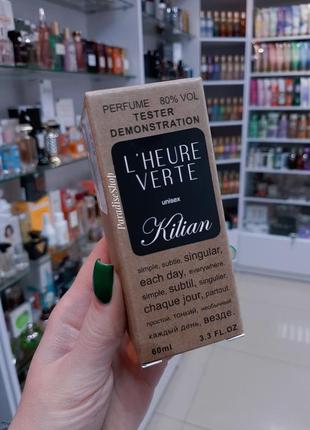 PERFUME 80% VOL
TESTER
DEMONSTRATION
L'HEURE
VERTE
unisex
Kilian
simple, subtle, singular,
each day, everywhere.
simple, subtil, singulier,
chaque jour, partout.
простой, тонкий, необычный
каждый день, везде.
60ml 3.3 FL.OZ
ParadiseShop